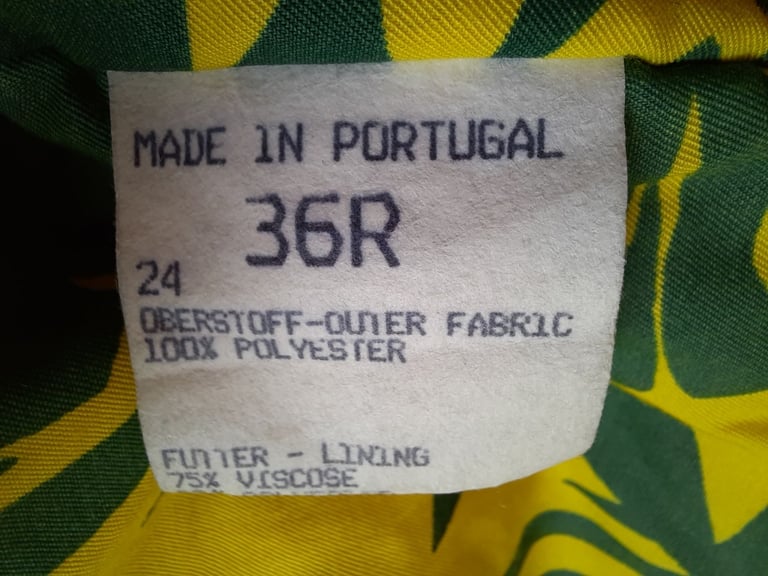 MADE IN PORTUGAL
36R
24
OBERSTOFF-OUTER FABRIC
100% POLYESTER
FUTTER - LINING
75% VISCOSE